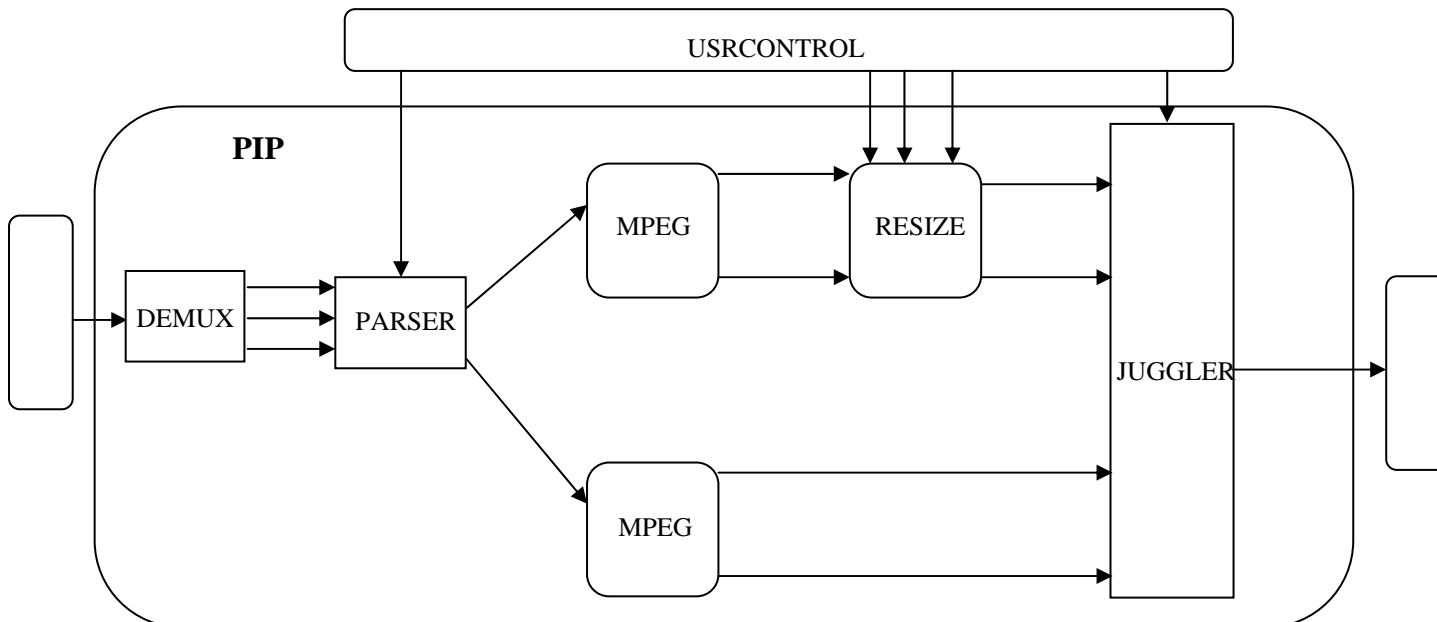 USRCONTROL
PIP
MPEG
RESIZE
DEMUX
PARSER
JUGGLER
MPEG